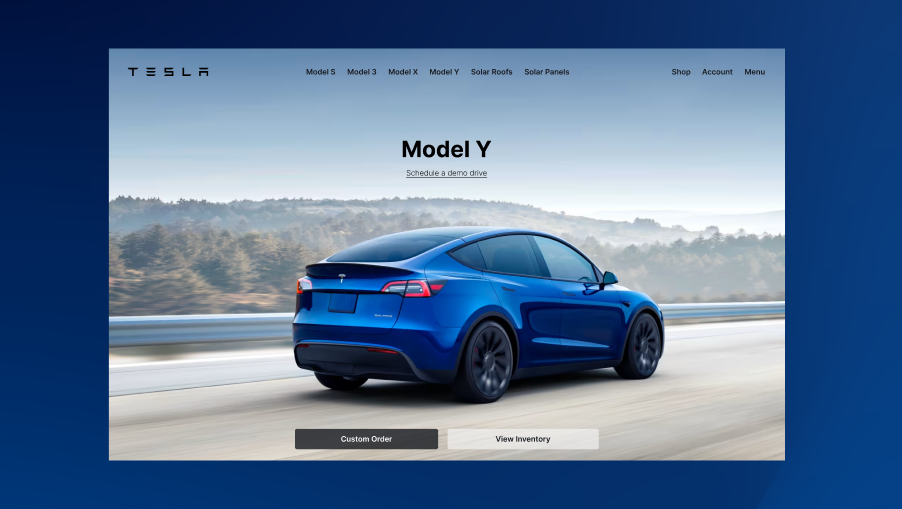 TESLA
Model S Model 3 Model X Model Y Solar Roofs Solar Panels
Shop Account Menu
Model Y
Schedule a demo drive
Custom Order
View Inventory